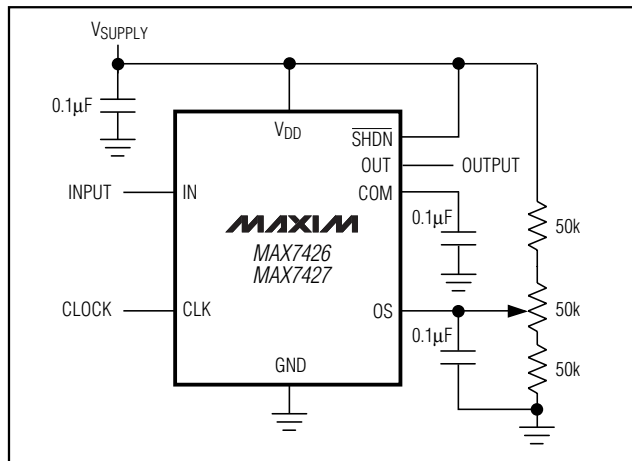 VSUPPLY
0.1µF
VDD
SHDN
OUT
OUTPUT
INPUT
IN
COM
MAXIM
MAX7426
MAX7427
0.1µF
50k
CLOCK
CLK
OS
50k
0.1µF
GND
50k